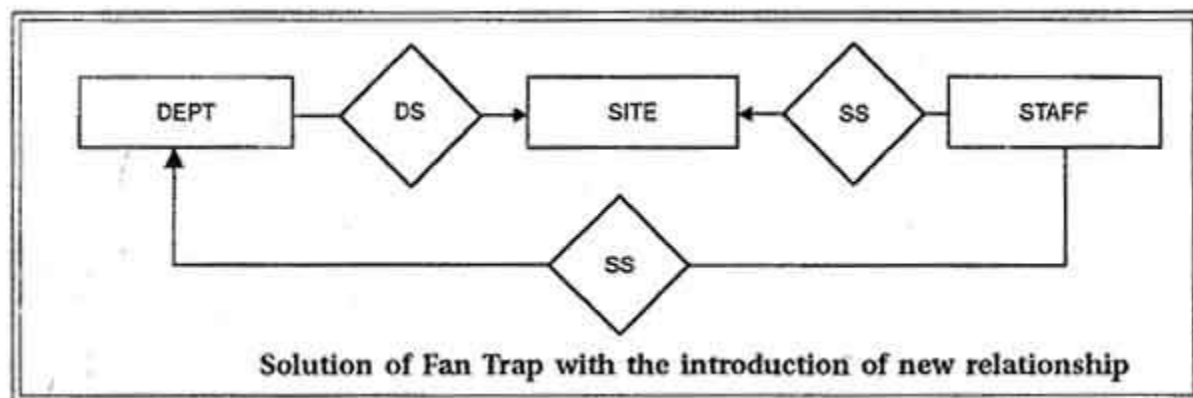 DEPT DS SITE SS STAFF
SS
Solution of Fan Trap with the introduction of new relationship